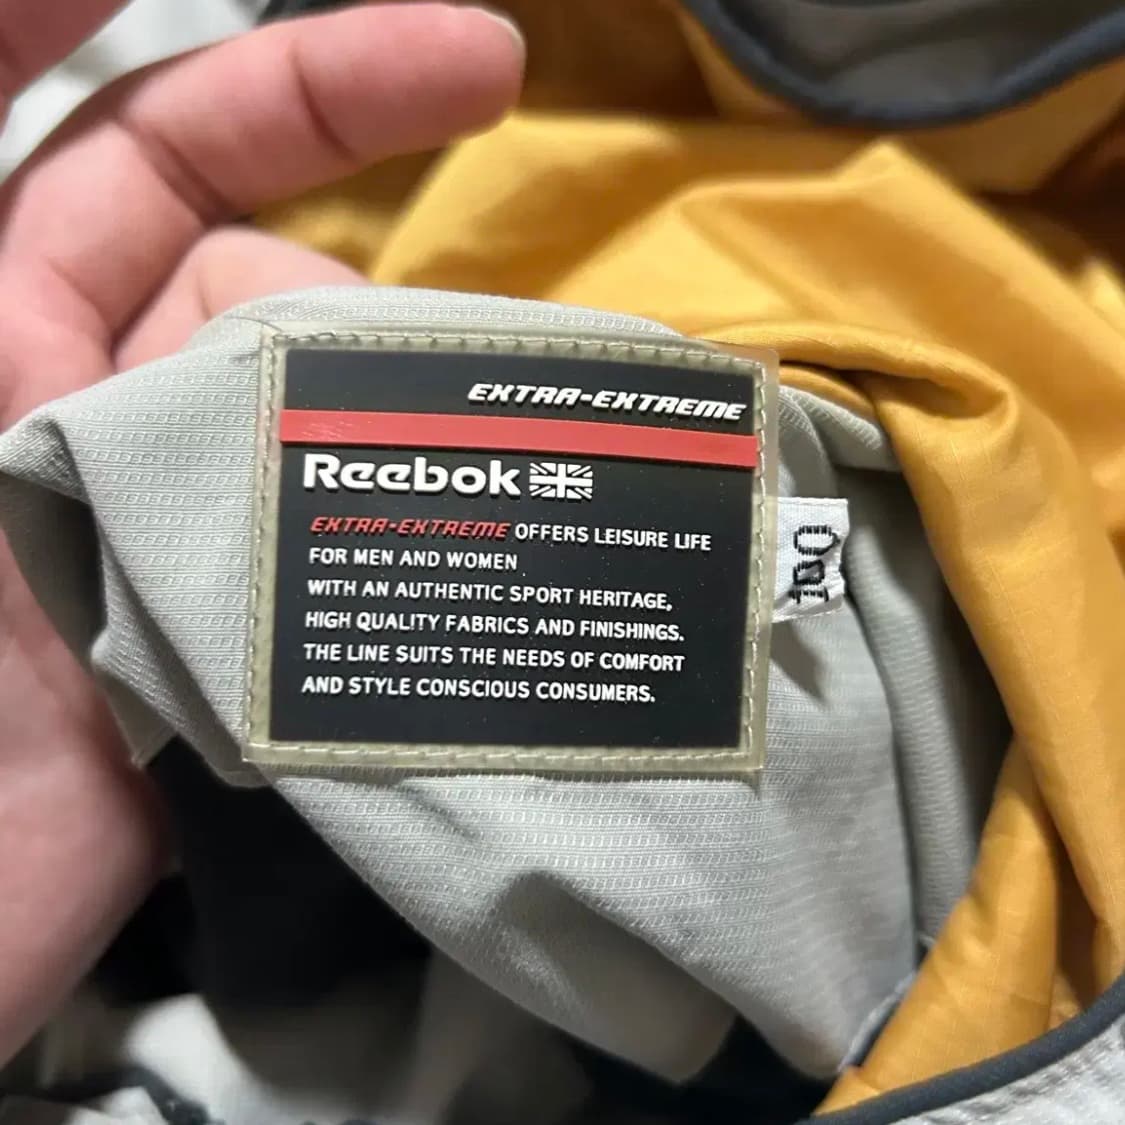 EXTRA-EXTREME
Reebok
EXTRA-EXTREME OFFERS LEISURE LIFE
FOR MEN AND WOMEN
WITH AN AUTHENTIC SPORT HERITAGE,
HIGH QUALITY FABRICS AND FINISHINGS.
THE LINE SUITS THE NEEDS OF COMFORT
AND STYLE CONSCIOUS CONSUMERS.